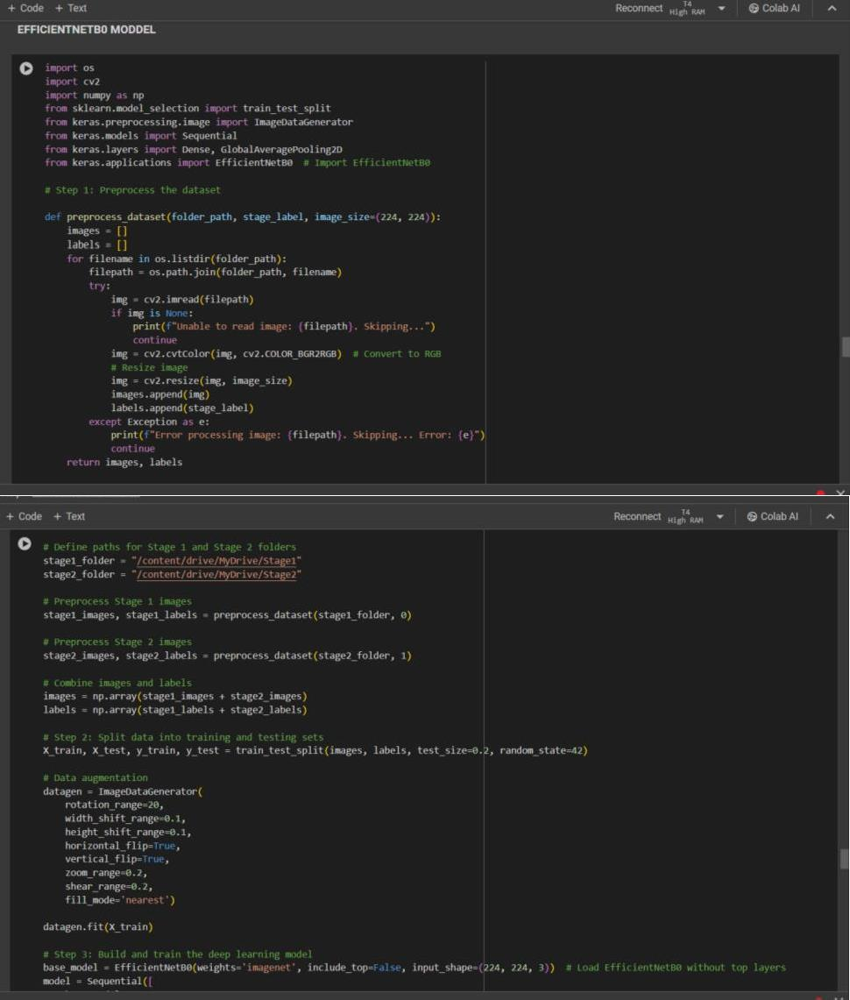 + Code + Text Reconnect T4 High RAM Colab AI
EFFICIENTNETB0 MODDEL
import os
import cv2
import numpy as np
from sklearn.model_selection import train_test_split
from keras.preprocessing.image import ImageDataGenerator
from keras.models import Sequential
from keras.layers import Dense, GlobalAveragePooling2D
from keras.applications import EfficientNetB0  # Import EfficientNetB0
# Step 1: Preprocess the dataset
def preprocess_dataset(folder_path, stage_label, image_size=(224, 224)):
    images = []
    labels = []
    for filename in os.listdir(folder_path):
        filepath = os.path.join(folder_path, filename)
        try:
            img = cv2.imread(filepath)
            if img is None:
                print(f"Unable to read image: {filepath}. Skipping...")
                continue
            img = cv2.cvtColor(img, cv2.COLOR_BGR2RGB)  # Convert to RGB
            # Resize image
            img = cv2.resize(img, image_size)
            images.append(img)
            labels.append(stage_label)
        except Exception as e:
            print(f"Error processing image: {filepath}. Skipping... Error: {e}")
            continue
    return images, labels
+ Code + Text Reconnect T4 High RAM Colab AI
# Define paths for Stage 1 and Stage 2 folders
stage1_folder = "/content/drive/MyDrive/Stage1"
stage2_folder = "/content/drive/MyDrive/Stage2"
# Preprocess Stage 1 images
stage1_images, stage1_labels = preprocess_dataset(stage1_folder, 0)
# Preprocess Stage 2 images
stage2_images, stage2_labels = preprocess_dataset(stage2_folder, 1)
# Combine images and labels
images = np.array(stage1_images + stage2_images)
labels = np.array(stage1_labels + stage2_labels)
# Step 2: Split data into training and testing sets
X_train, X_test, y_train, y_test = train_test_split(images, labels, test_size=0.2, random_state=42)
# Data augmentation
datagen = ImageDataGenerator(
    rotation_range=20,
    width_shift_range=0.1,
    height_shift_range=0.1,
    horizontal_flip=True,
    vertical_flip=True,
    zoom_range=0.2,
    shear_range=0.2,
    fill_mode='nearest')
datagen.fit(X_train)
# Step 3: Build and train the deep learning model
base_model = EfficientNetB0(weights='imagenet', include_top=False, input_shape=(224, 224, 3))  # Load EfficientNetB0 without top layers
model = Sequential([